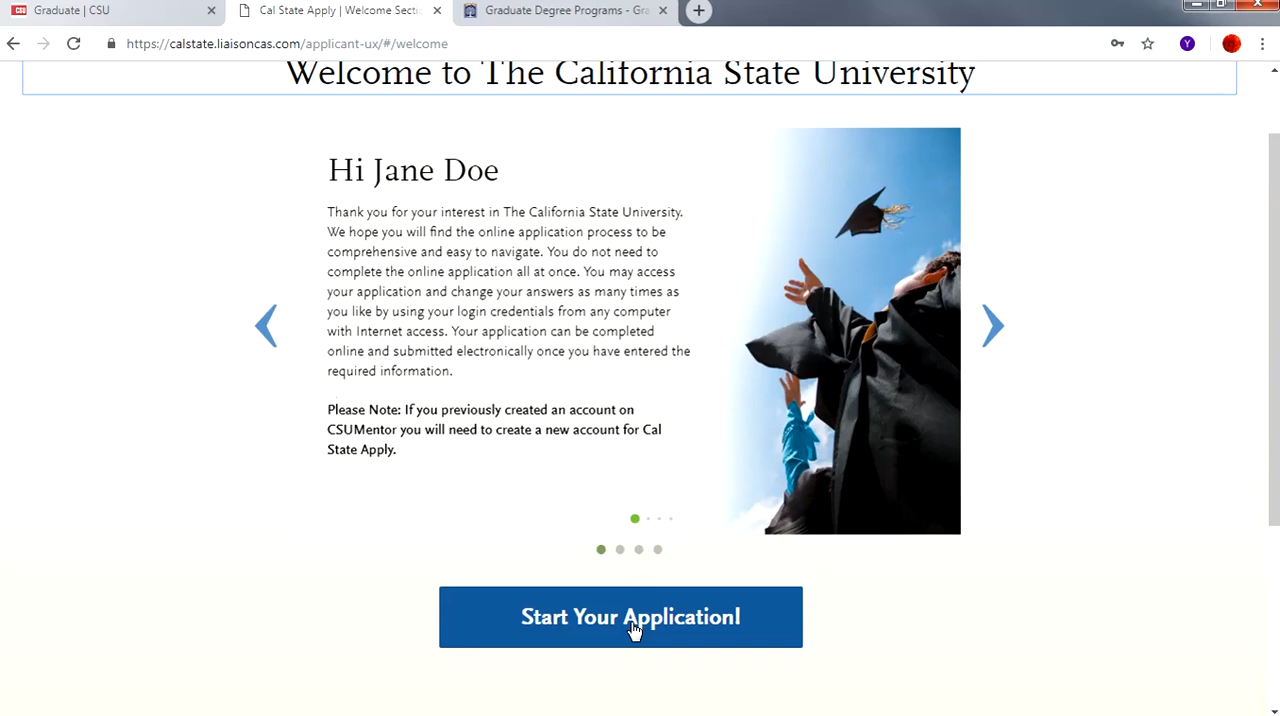 Graduate | CSU
Cal State Apply | Welcome Secti
Graduate Degree Programs - Gra
https://calstate.liaisoncas.com/applicant-ux/#/welcome
Y
Welcome to The California State University
Hi Jane Doe
Thank you for your interest in The California State University.
We hope you will find the online application process to be
comprehensive and easy to navigate. You do not need to
complete the online application all at once. You may access
your application and change your answers as many times as
you like by using your login credentials from any computer
with Internet access. Your application can be completed
online and submitted electronically once you have entered the
required information.
Please Note: If you previously created an account on
CSUMentor you will need to create a new account for Cal
State Apply.
Start Your Application!